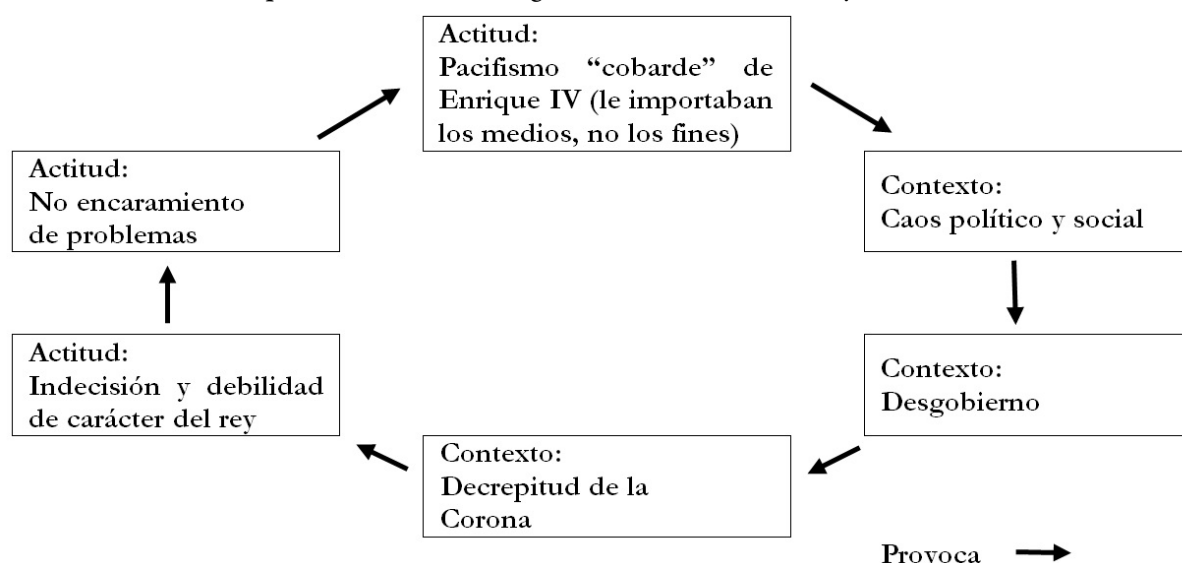 Actitud:
Pacifismo “cobarde” de
Enrique IV (le importaban
los medios, no los fines)
Contexto:
Caos político y social
Contexto:
Desgobierno
Contexto:
Decrepitud de la
Corona
Actitud:
Indecisión y debilidad
de carácter del rey
Actitud:
No encaramiento
de problemas
Provoca